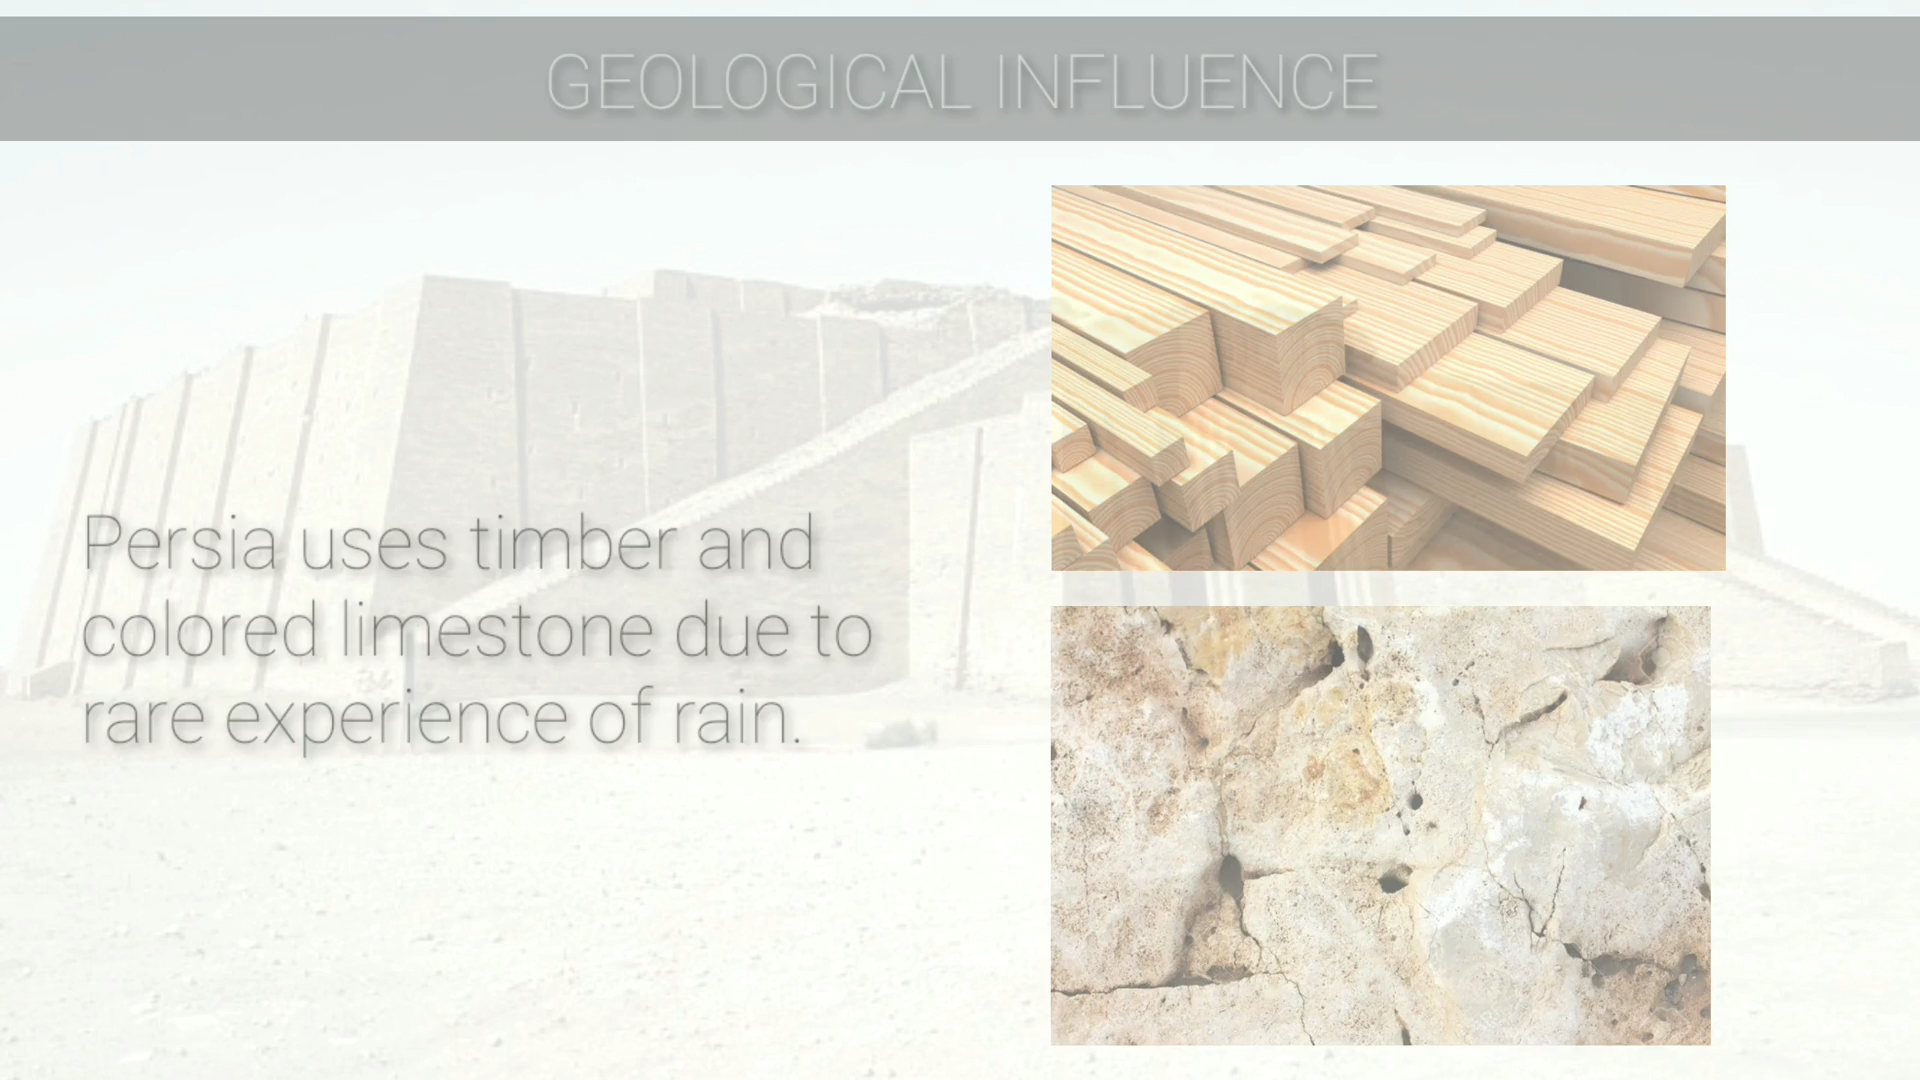 GEOLOGICAL INFLUENCE
Persia uses timber and
colored limestone due to
rare experience of rain.